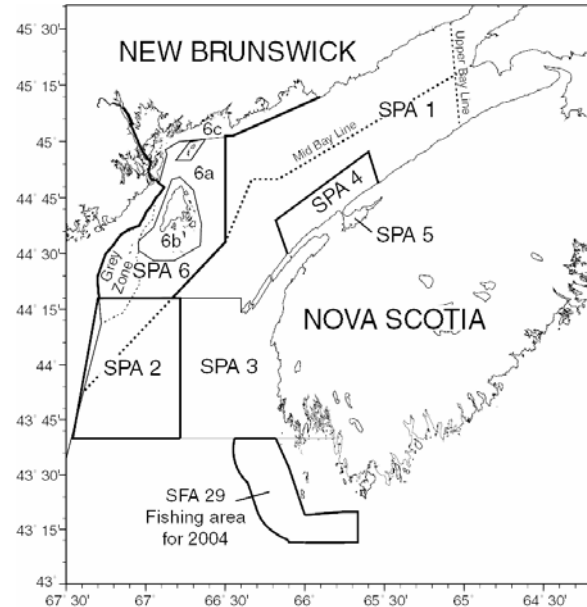 45° 30'
NEW BRUNSWICK
Upper Bay Line
45° 15'
SPA 1
6c
Mid Bay Line
45°
6a
SPA 4
44° 45'
SPA 5
6b
44° 30'
Grey
Zone
SPA 6
44° 15'
NOVA SCOTIA
44°
SPA 2
SPA 3
43° 45'
43° 30'
SFA 29
Fishing area
for 2004
43° 15'
43°
67° 30' 67° 66° 30' 66° 65° 30' 65° 64° 30'